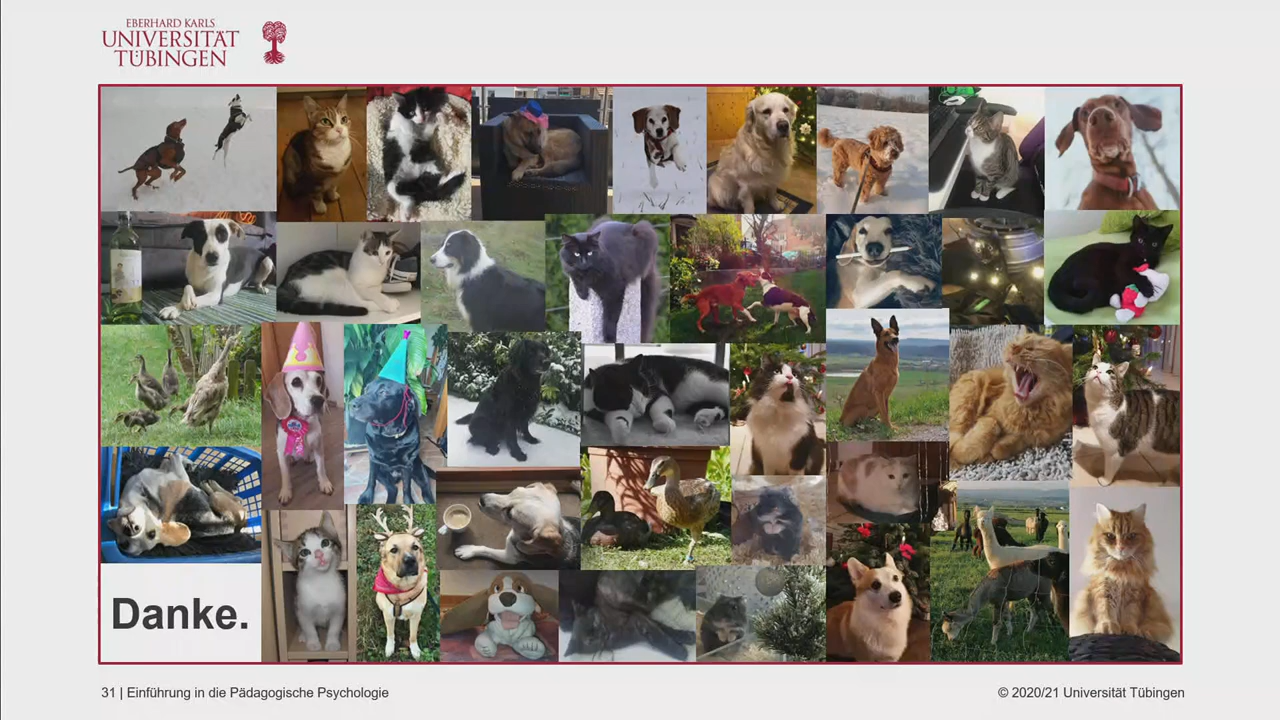 EBERHARD KARLS
UNIVERSITÄT
TÜBINGEN
Danke.
31 | Einführung in die Pädagogische Psychologie
© 2020/21 Universität Tübingen